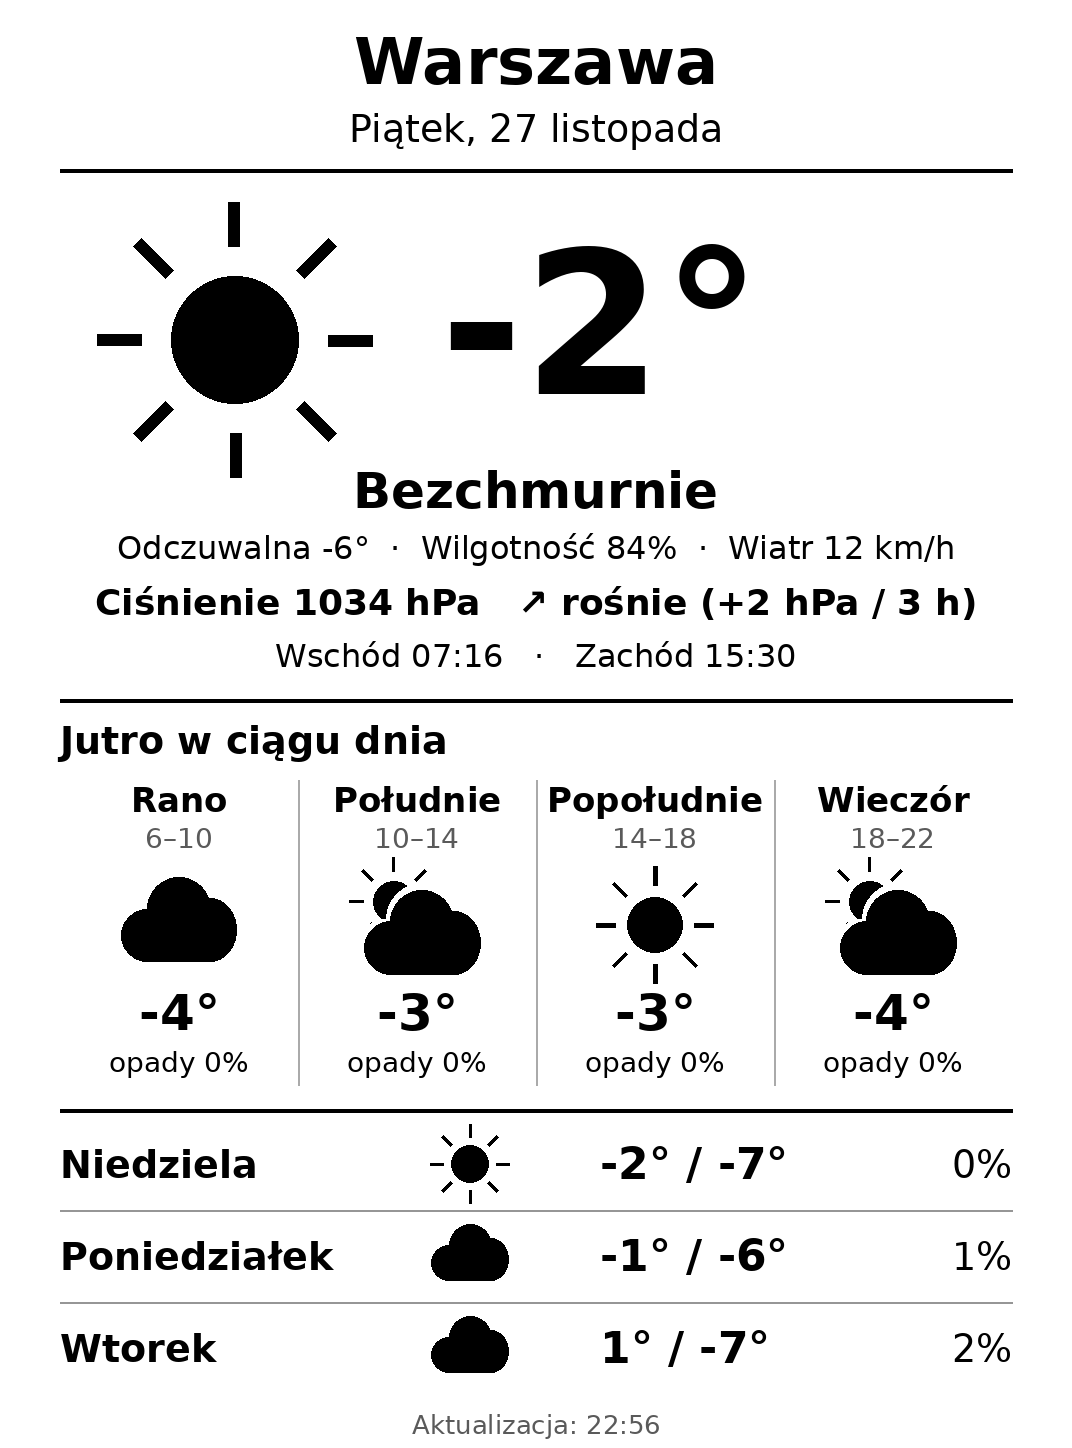 Warszawa
Piątek, 27 listopada
-2°
Bezchmurnie
Odczuwalna -6° · Wilgotność 84% · Wiatr 12 km/h
Ciśnienie 1034 hPa ↗ rośnie (+2 hPa / 3 h)
Wschód 07:16 · Zachód 15:30
Jutro w ciągu dnia
Rano Południe Popołudnie Wieczór
6–10 10–14 14–18 18–22
-4° -3° -3° -4°
opady 0% opady 0% opady 0% opady 0%
Niedziela -2° / -7° 0%
Poniedziałek -1° / -6° 1%
Wtorek 1° / -7° 2%
Aktualizacja: 22:56